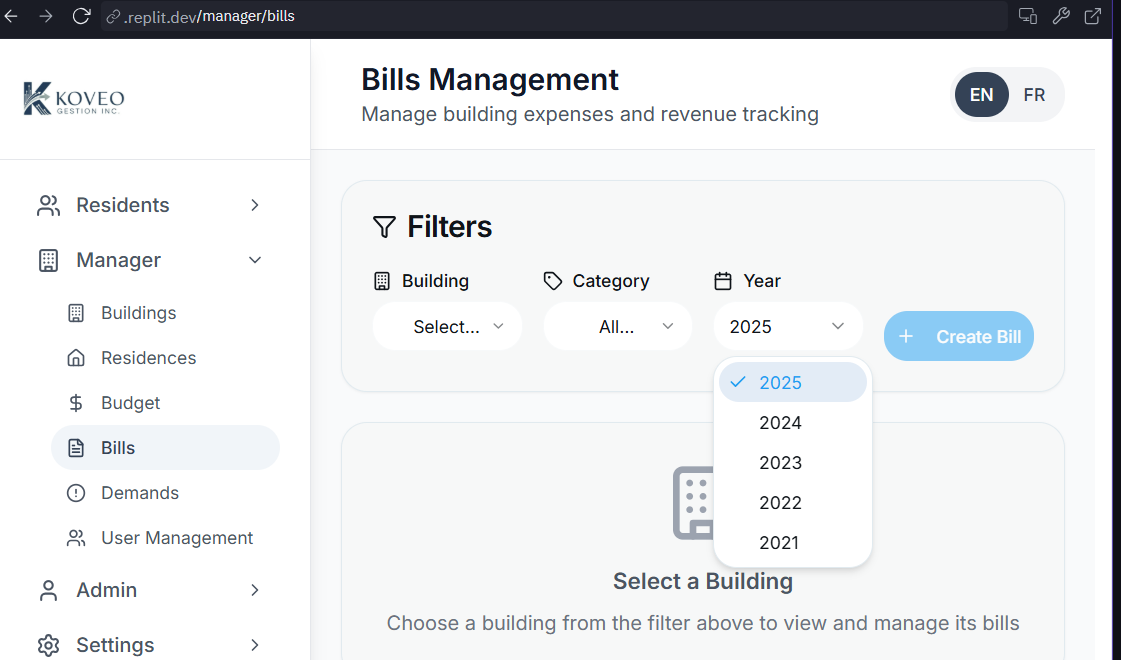 .replit.dev/manager/bills
KOVEO
GESTION INC.
Bills Management
Manage building expenses and revenue tracking
EN FR
Residents
Manager
Buildings
Residences
Budget
Bills
Demands
User Management
Admin
Settings
Filters
Building Category Year
Select... All... 2025
Create Bill
2025
2024
2023
2022
2021
Select a Building
Choose a building from the filter above to view and manage its bills